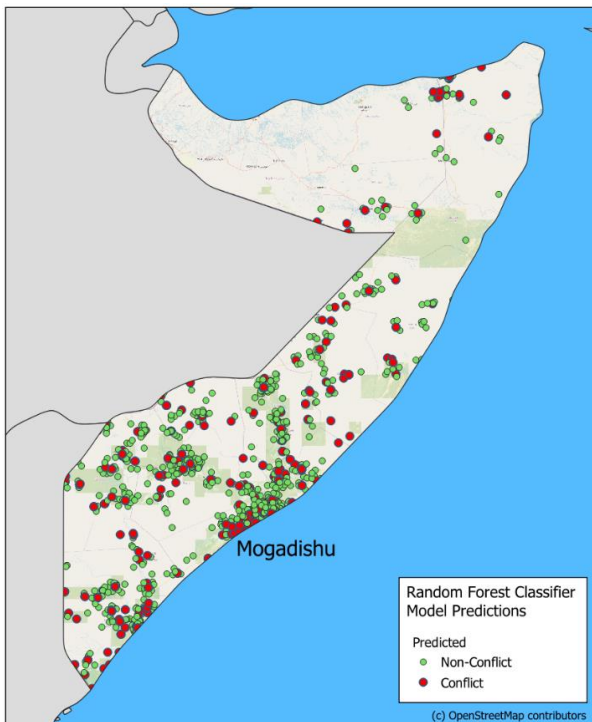 Mogadishu
Random Forest Classifier
Model Predictions
Predicted
Non-Conflict
Conflict
(c) OpenStreetMap contributors